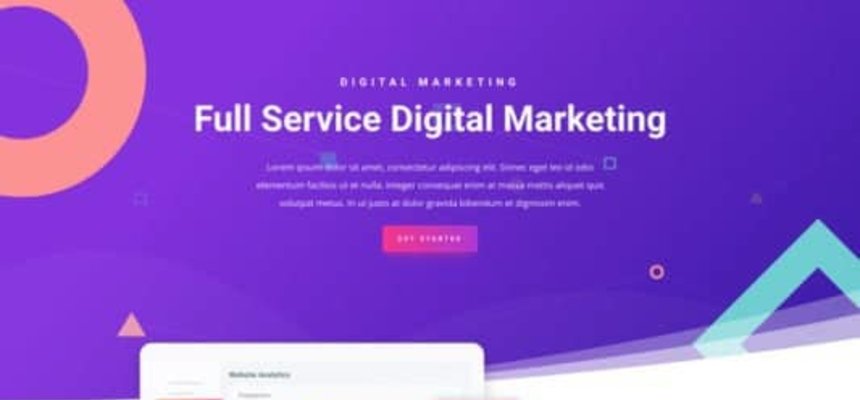 DIGITAL MARKETING
Full Service Digital Marketing
Lorem ipsum dolor sit amet, consectetur adipiscing elit. Donec eget leo ut odio
elementum facilisis ut et nulla. Integer consequat enim at massa mattis aliquet quis
volutpat metus. In ut justo at dolor gravida bibendum et dignissim enim.
GET STARTED
Website Analytics